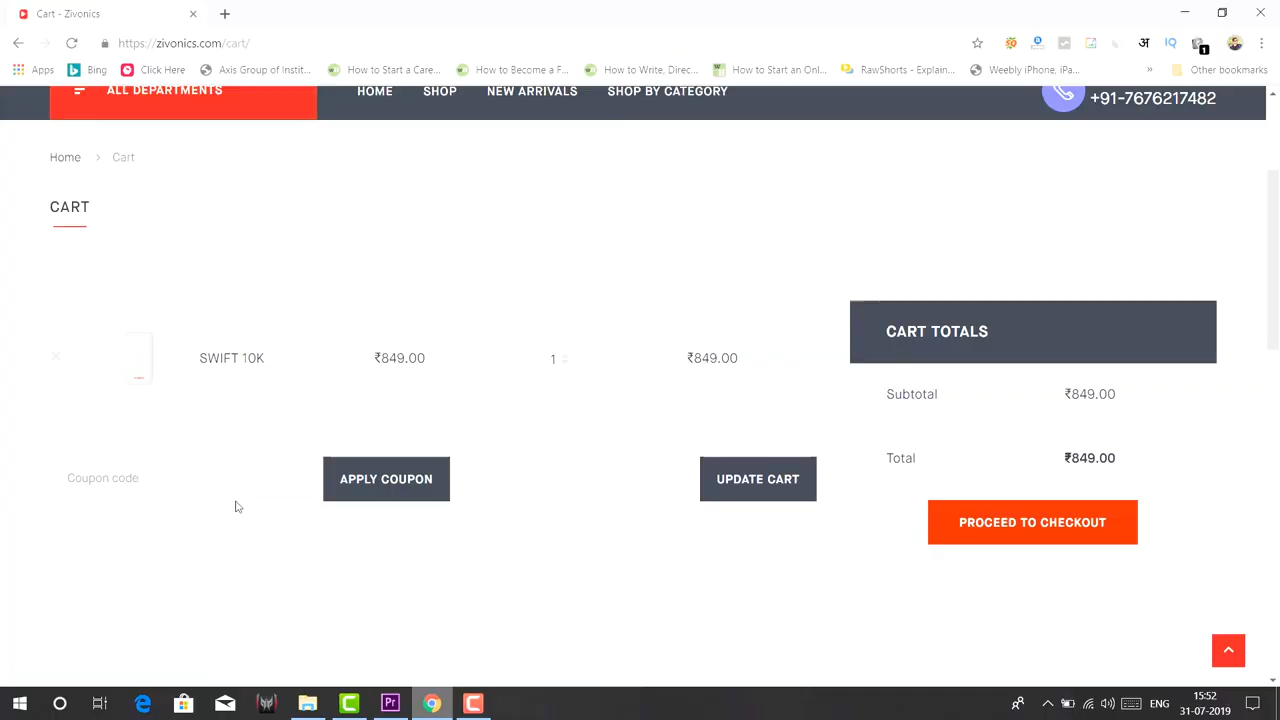 Cart - Zivonics
https://zivonics.com/cart/
1
Apps
Bing
Click Here
Axis Group of Instit...
How to Start a Care...
How to Become a F...
How to Write, Direc...
How to Start an Onl...
RawShorts - Explain...
Weebly iPhone, iPa...
»
Other bookmarks
ALL DEPARTMENTS
HOME
SHOP
NEW ARRIVALS
SHOP BY CATEGORY
+91-7676217482
Home > Cart
CART
CART TOTALS
SWIFT 10K ₹849.00 1 ₹849.00
Subtotal ₹849.00
Total ₹849.00
Coupon code
APPLY COUPON
UPDATE CART
PROCEED TO CHECKOUT
अ
IQ
Pr
ENG
15:52
31-07-2019